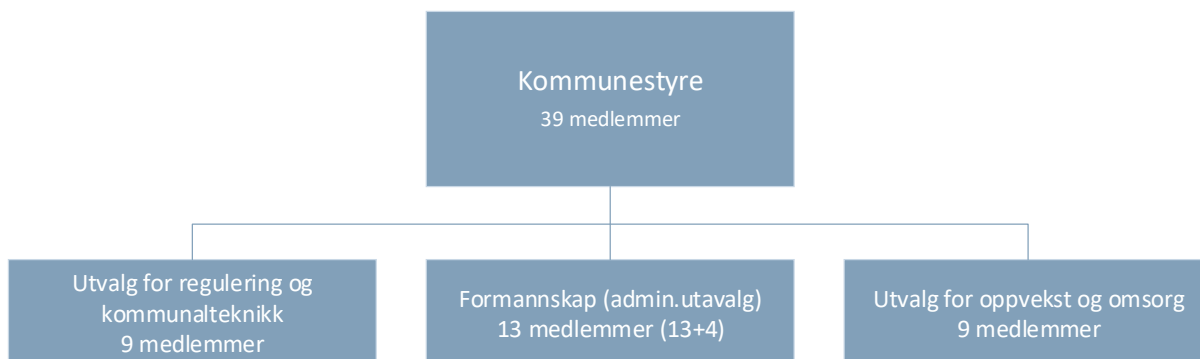 Kommunestyre
39 medlemmer
Utvalg for regulering og
kommunalteknikk
9 medlemmer
Formannskap (admin.utavalg)
13 medlemmer (13+4)
Utvalg for oppvekst og omsorg
9 medlemmer